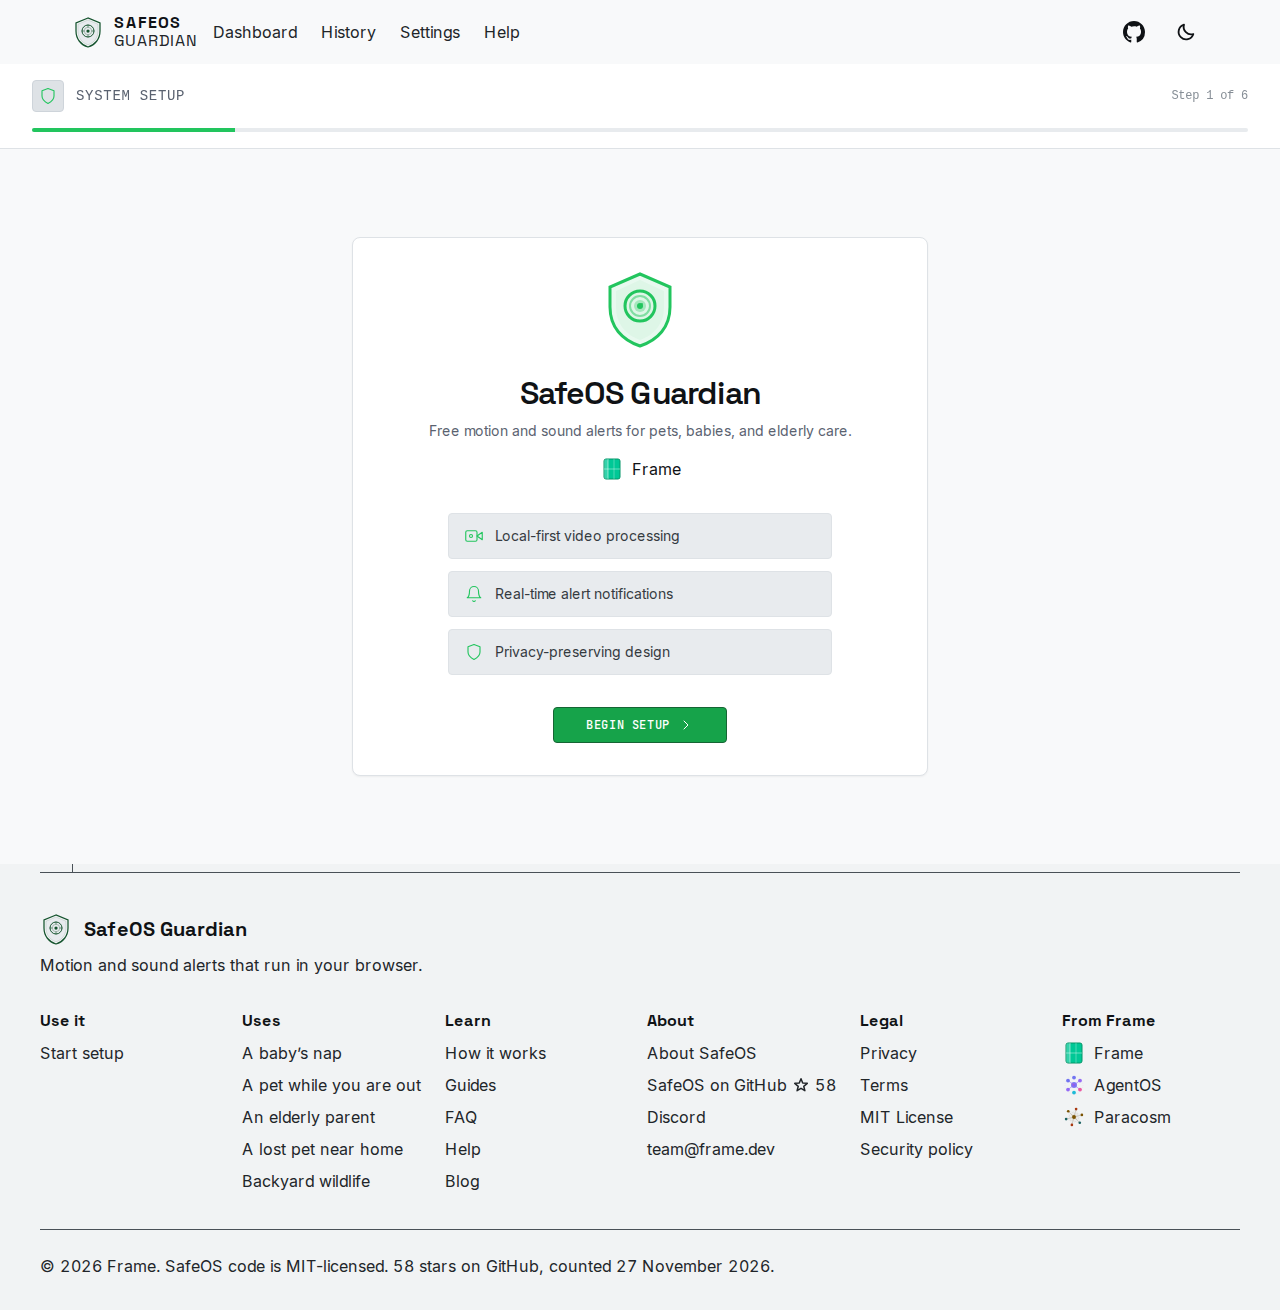 SAFEOS
GUARDIAN
Dashboard History Settings Help
SYSTEM SETUP
Step 1 of 6
SafeOS Guardian
Free motion and sound alerts for pets, babies, and elderly care.
Frame
Local-first video processing
Real-time alert notifications
Privacy-preserving design
BEGIN SETUP
SafeOS Guardian
Motion and sound alerts that run in your browser.
Use it
Start setup
Uses
A baby’s nap
A pet while you are out
An elderly parent
A lost pet near home
Backyard wildlife
Learn
How it works
Guides
FAQ
Help
Blog
About
About SafeOS
SafeOS on GitHub ☆ 58
Discord
team@frame.dev
Legal
Privacy
Terms
MIT License
Security policy
From Frame
Frame
AgentOS
Paracosm
© 2026 Frame. SafeOS code is MIT-licensed. 58 stars on GitHub, counted 27 November 2026.